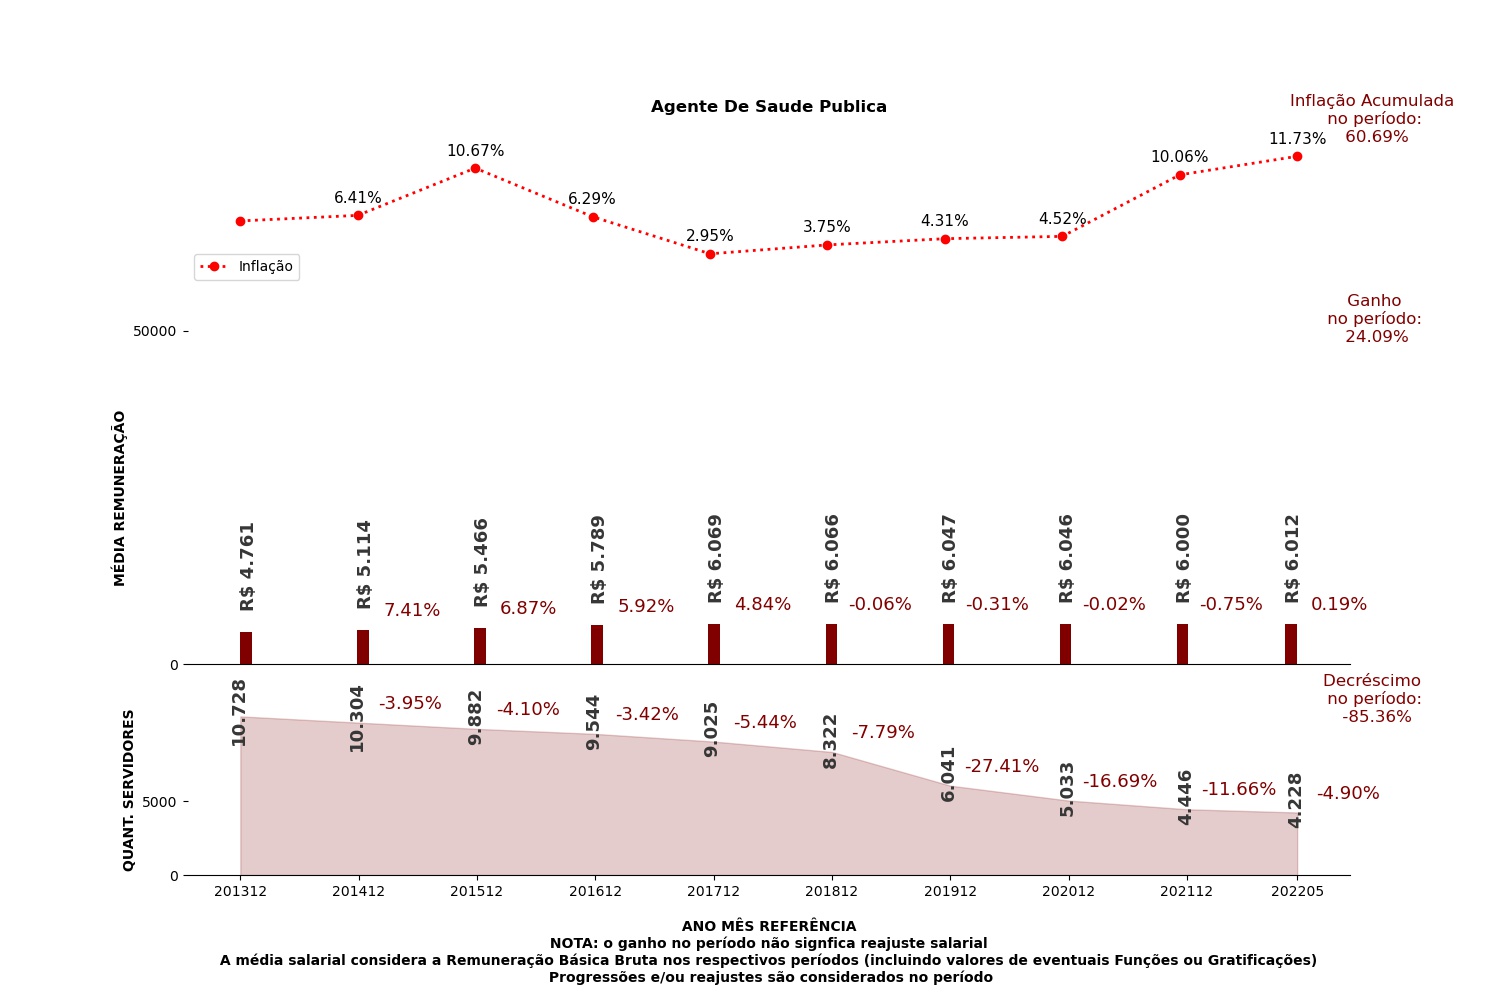 Agente De Saude Publica
Inflação Acumulada
no período:
60.69%
6.41%
10.67%
6.29%
2.95%
3.75%
4.31%
4.52%
10.06%
11.73%
Inflação
Ganho
no período:
24.09%
50000
0
MÉDIA REMUNERAÇÃO
R$ 4.761
R$ 5.114
R$ 5.466
R$ 5.789
R$ 6.069
R$ 6.066
R$ 6.047
R$ 6.046
R$ 6.000
R$ 6.012
7.41%
6.87%
5.92%
4.84%
-0.06%
-0.31%
-0.02%
-0.75%
0.19%
Decréscimo
no período:
-85.36%
QUANT. SERVIDORES
5000
0
10.728
10.304
9.882
9.544
9.025
8.322
6.041
5.033
4.446
4.228
-3.95%
-4.10%
-3.42%
-5.44%
-7.79%
-27.41%
-16.69%
-11.66%
-4.90%
201312
201412
201512
201612
201712
201812
201912
202012
202112
202205
ANO MÊS REFERÊNCIA
NOTA: o ganho no período não signfica reajuste salarial
A média salarial considera a Remuneração Básica Bruta nos respectivos períodos (incluindo valores de eventuais Funções ou Gratificações)
Progressões e/ou reajustes são considerados no período